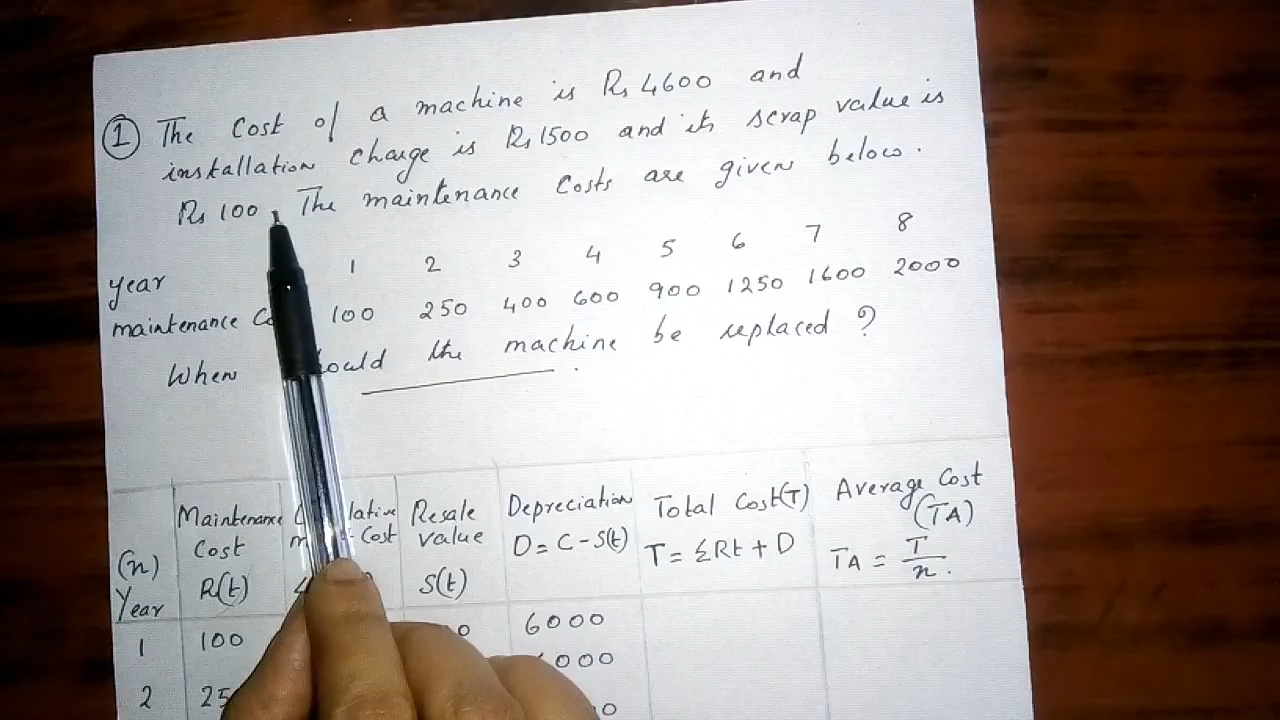 ① The Cost of a machine is Rs 4600 and
installation charge is Rs 1500 and its scrap value is
Rs 100. The maintenance Costs are given below.
year 1 2 3 4 5 6 7 8
maintenance 100 250 400 600 900 1250 1600 2000
When the machine be replaced ?
(n) Year
Maintenance Cost R(t)
Resale value S(t)
Depreciation D = C - S(t)
Total Cost (T) T = ΣRt + D
Average Cost (TA) TA = T/n.
1 100 6000
2